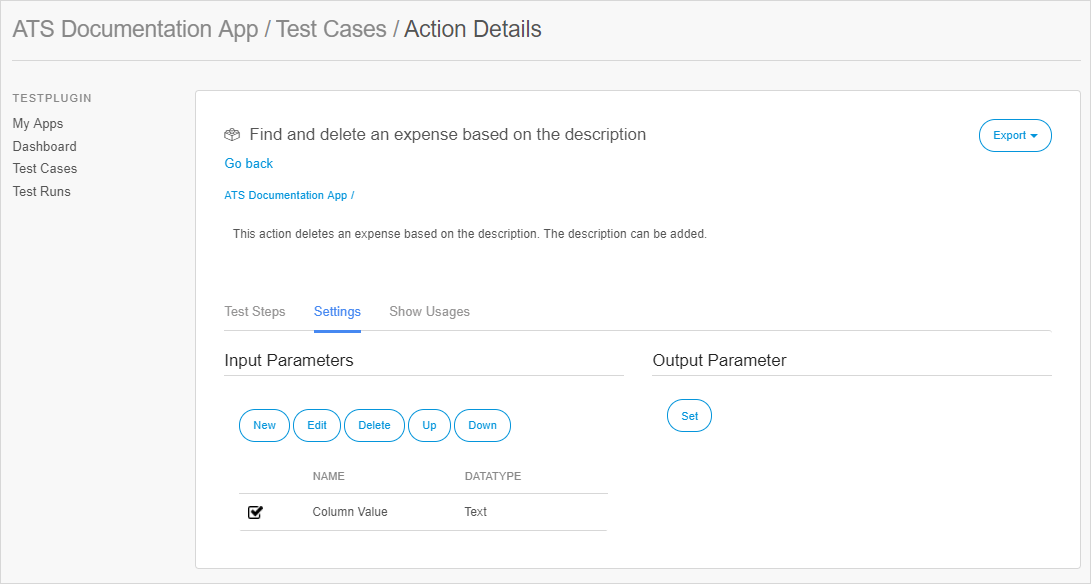 ATS Documentation App / Test Cases / Action Details
TESTPLUGIN
My Apps
Dashboard
Test Cases
Test Runs
Find and delete an expense based on the description
Export
Go back
ATS Documentation App /
This action deletes an expense based on the description. The description can be added.
Test Steps Settings Show Usages
Input Parameters
New Edit Delete Up Down
NAME DATATYPE
Column Value Text
Output Parameter
Set